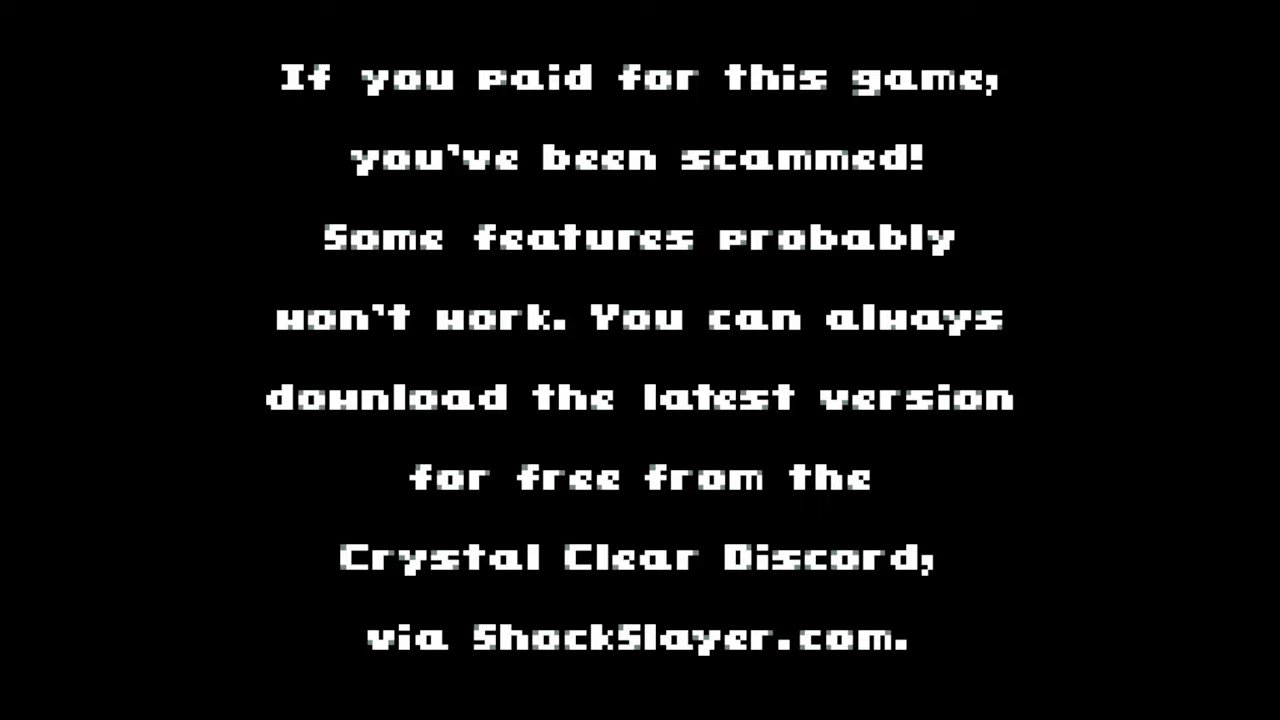 If you paid for this game,
you've been scammed!
Some features probably
won't work. You can always
download the latest version
for free from the
Crystal Clear Discord,
via ShockSlayer.com.